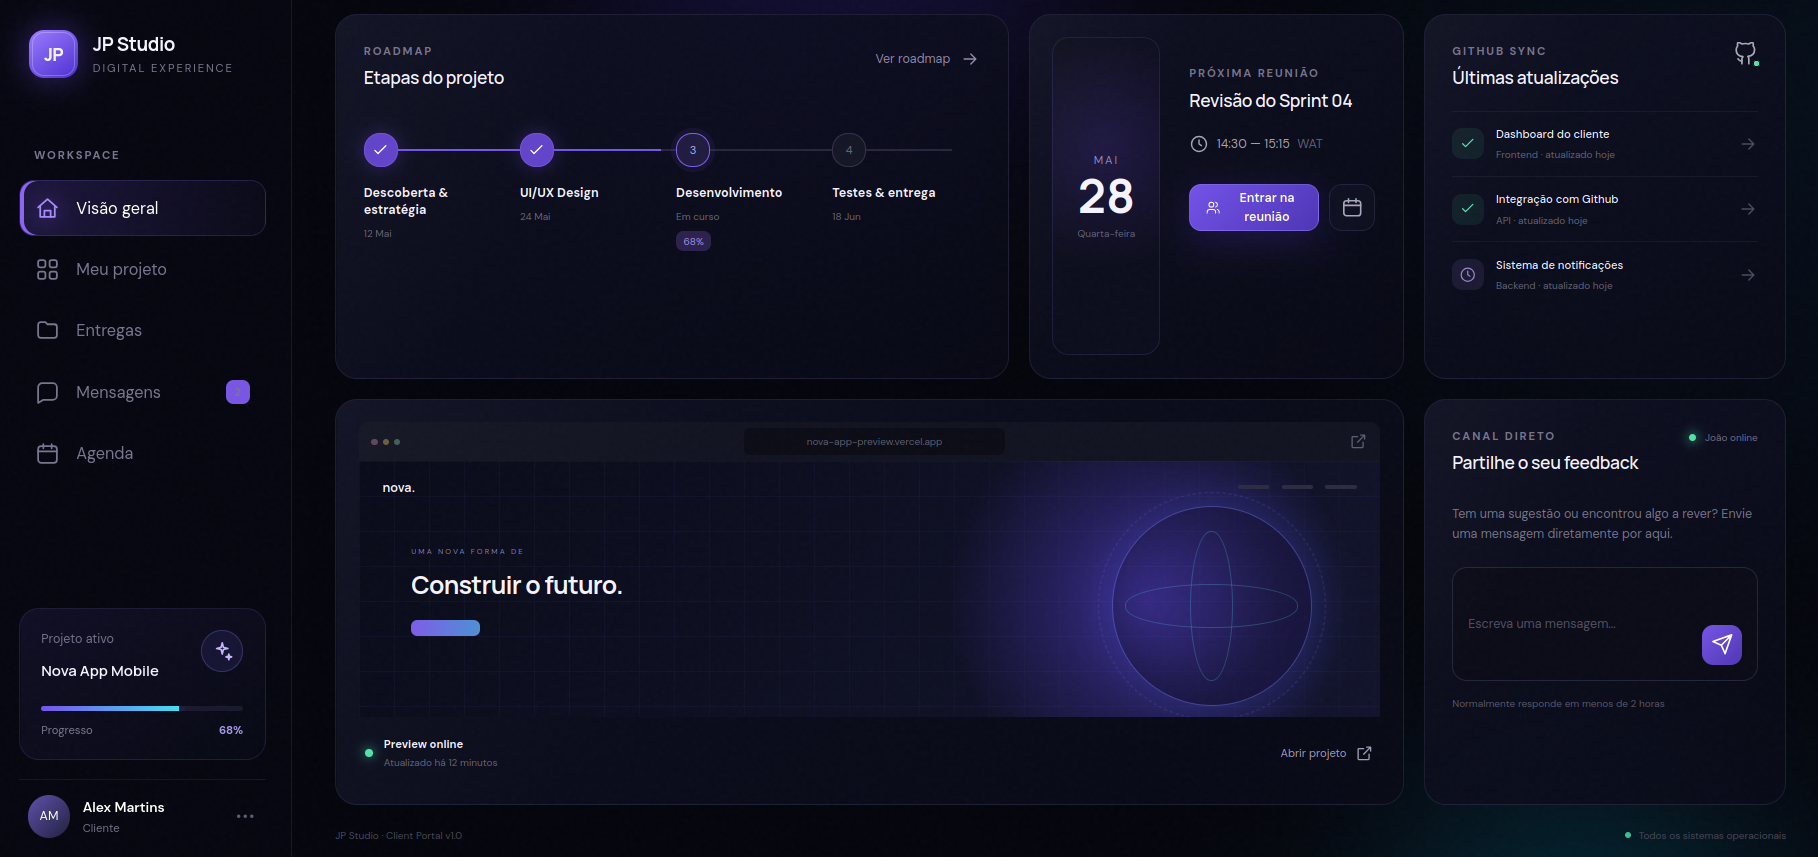 JP
JP Studio
DIGITAL EXPERIENCE
WORKSPACE
Visão geral
Meu projeto
Entregas
Mensagens
Agenda
Projeto ativo
Nova App Mobile
Progresso
68%
AM
Alex Martins
Cliente
ROADMAP
Etapas do projeto
Ver roadmap
3
4
Descoberta &
estratégia
12 Mai
UI/UX Design
24 Mai
Desenvolvimento
Em curso
68%
Testes & entrega
18 Jun
MAI
28
Quarta-feira
PRÓXIMA REUNIÃO
Revisão do Sprint 04
14:30 — 15:15 WAT
Entrar na
reunião
GITHUB SYNC
Últimas atualizações
Dashboard do cliente
Frontend · atualizado hoje
Integração com Github
API · atualizado hoje
Sistema de notificações
Backend · atualizado hoje
nova-app-preview.vercel.app
nova.
UMA NOVA FORMA DE
Construir o futuro.
Preview online
Atualizado há 12 minutos
Abrir projeto
CANAL DIRETO
João online
Partilhe o seu feedback
Tem uma sugestão ou encontrou algo a rever? Envie
uma mensagem diretamente por aqui.
Escreva uma mensagem...
Normalmente responde em menos de 2 horas
JP Studio · Client Portal v1.0
Todos os sistemas operacionais